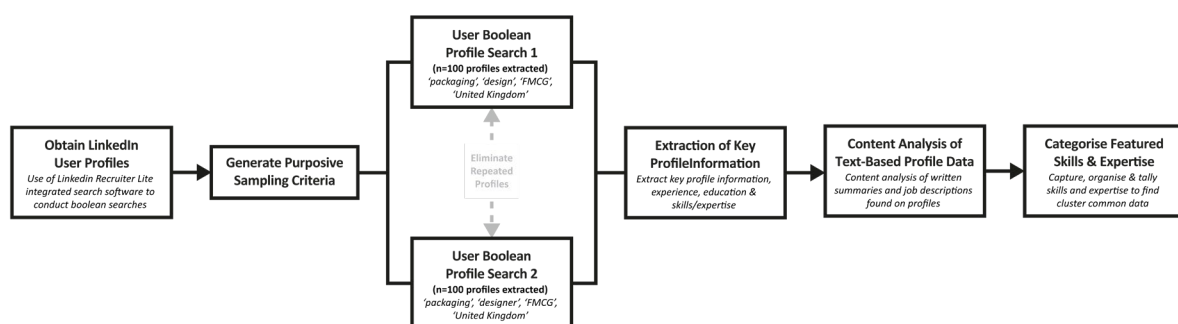 Obtain LinkedIn
User Profiles
Use of Linkedin Recruiter Lite
integrated search software to
conduct boolean searches
Generate Purposive
Sampling Criteria
User Boolean
Profile Search 1
(n=100 profiles extracted)
‘packaging’, ‘design’, ‘FMCG’,
‘United Kingdom’
Eliminate
Repeated
Profiles
User Boolean
Profile Search 2
(n=100 profiles extracted)
‘packaging’, ‘designer’, ‘FMCG’,
‘United Kingdom’
Extraction of Key
ProfileInformation
Extract key profile information,
experience, education &
skills/expertise
Content Analysis of
Text-Based Profile Data
Content analysis of written
summaries and job descriptions
found on profiles
Categorise Featured
Skills & Expertise
Capture, organise & tally
skills and expertise to find
cluster common data